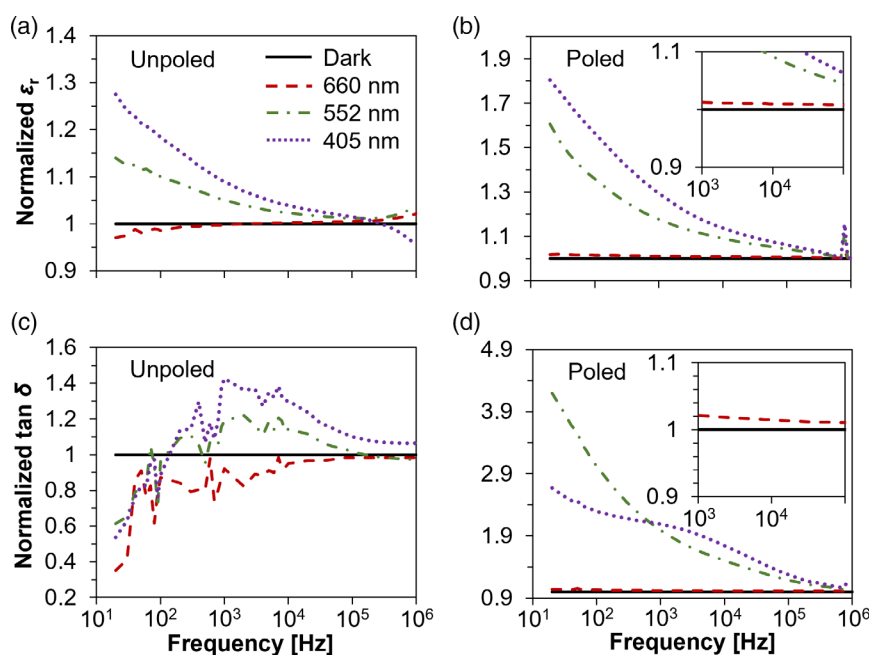 (a)
Normalized εr
1.4
1.3
1.2
1.1
1
0.9
Unpoled
Dark
660 nm
552 nm
405 nm
(b)
2.1
1.9
1.7
1.5
1.3
1.1
0.9
Poled
1.1
0.9
10³ 10⁴
(c)
Normalized tan δ
1.6
1.4
1.2
1
0.8
0.6
0.4
0.2
Unpoled
10¹ 10² 10³ 10⁴ 10⁵ 10⁶
Frequency [Hz]
(d)
4.9
3.9
2.9
1.9
0.9
Poled
1.1
1
0.9
10³ 10⁴
10¹ 10² 10³ 10⁴ 10⁵ 10⁶
Frequency [Hz]